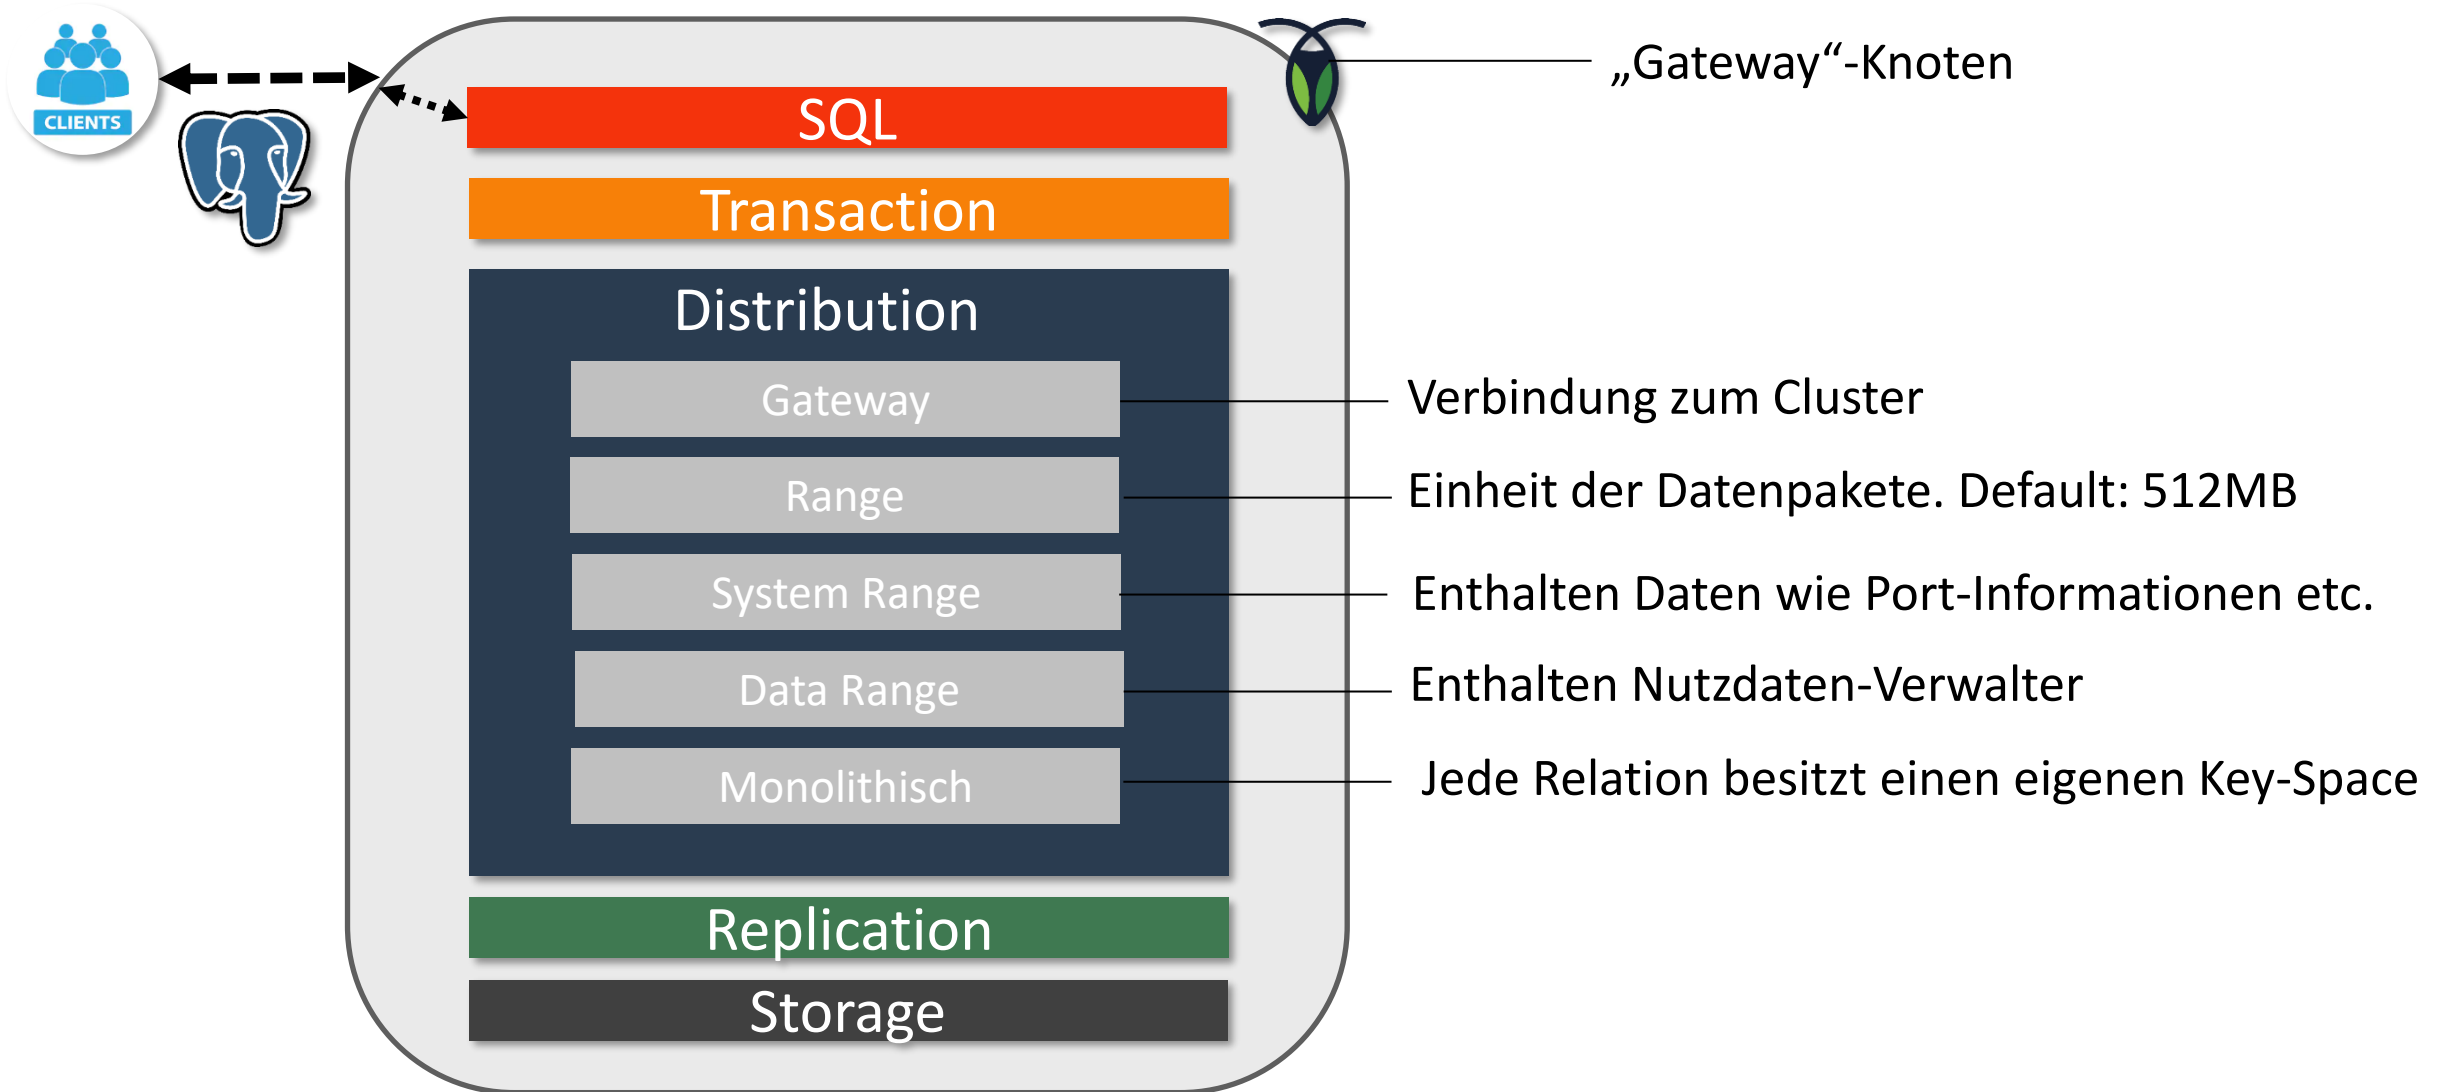 CLIENTS
„Gateway“-Knoten
SQL
Transaction
Distribution
Gateway
Verbindung zum Cluster
Range
Einheit der Datenpakete. Default: 512MB
System Range
Enthalten Daten wie Port-Informationen etc.
Data Range
Enthalten Nutzdaten-Verwalter
Monolithisch
Jede Relation besitzt einen eigenen Key-Space
Replication
Storage